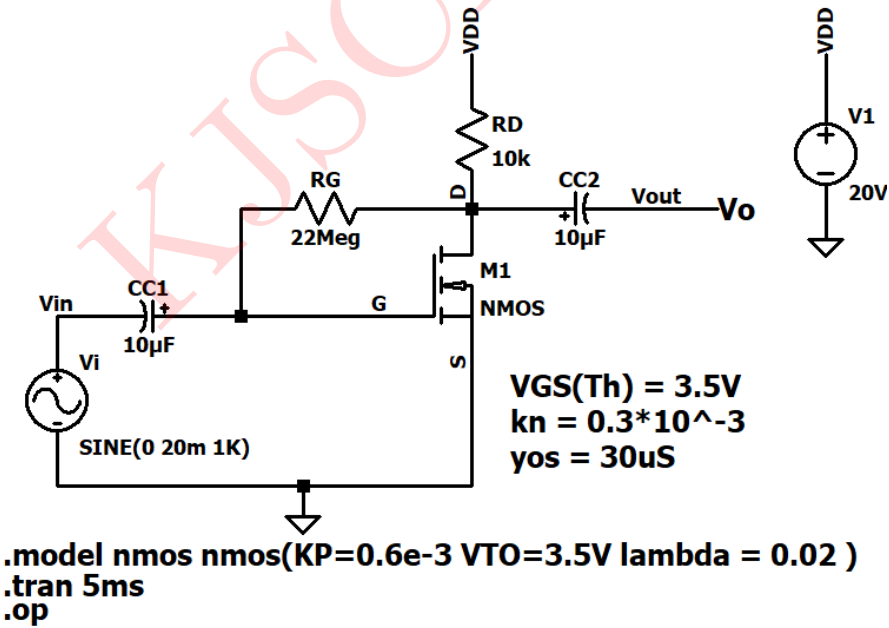 KJSC
VDD
VDD
RD
10k
V1
20V
RG
22Meg
D
CC2
10µF
Vout
Vo
M1
NMOS
CC1
10µF
Vin
G
S
Vi
SINE(0 20m 1K)
VGS(Th) = 3.5V
kn = 0.3*10^-3
yos = 30uS
.model nmos nmos(KP=0.6e-3 VTO=3.5V lambda = 0.02 )
.tran 5ms
.op